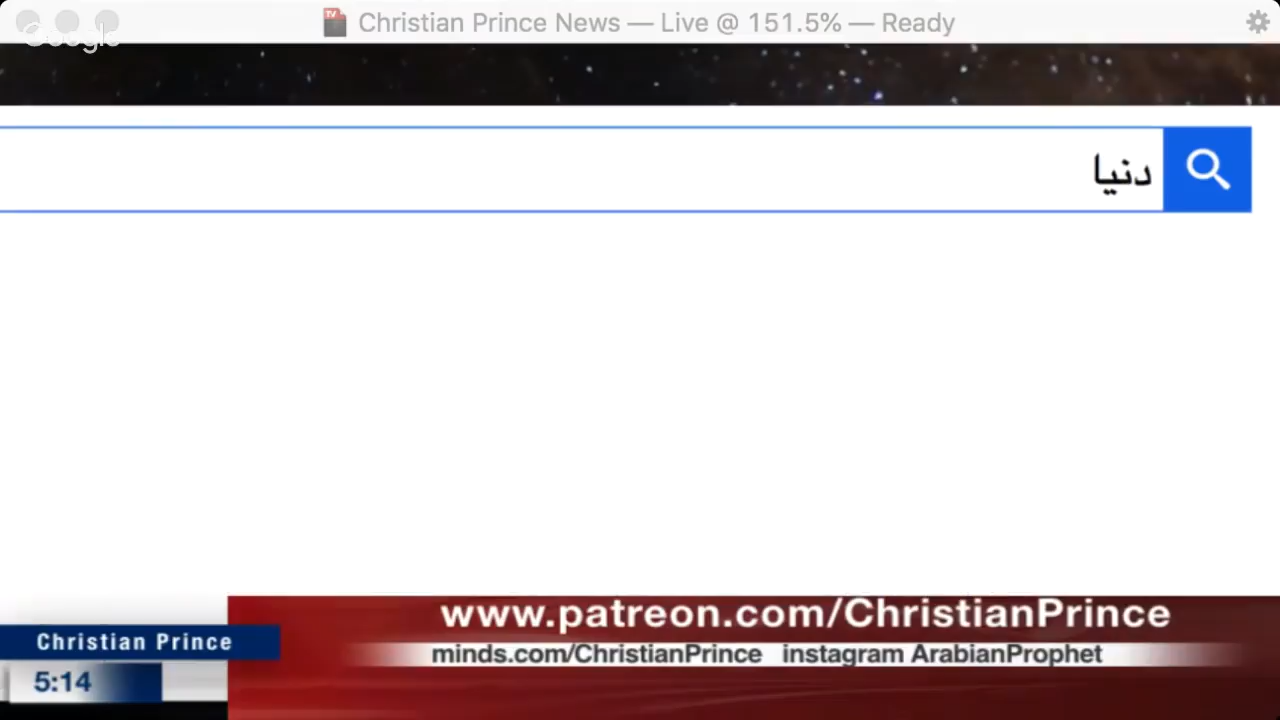 Christian Prince News — Live @ 151.5% — Ready
Google
دنيا
www.patreon.com/ChristianPrince
minds.com/ChristianPrince instagram ArabianProphet
Christian Prince
5:14